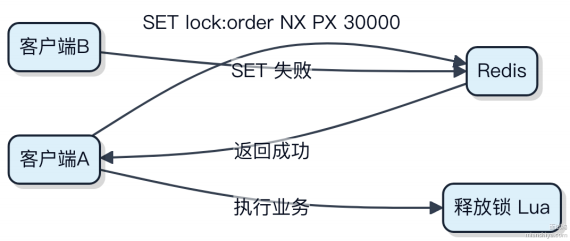 SET lock:order NX PX 30000
客户端B
SET 失败
Redis
客户端A
返回成功
执行业务
释放锁 Lua